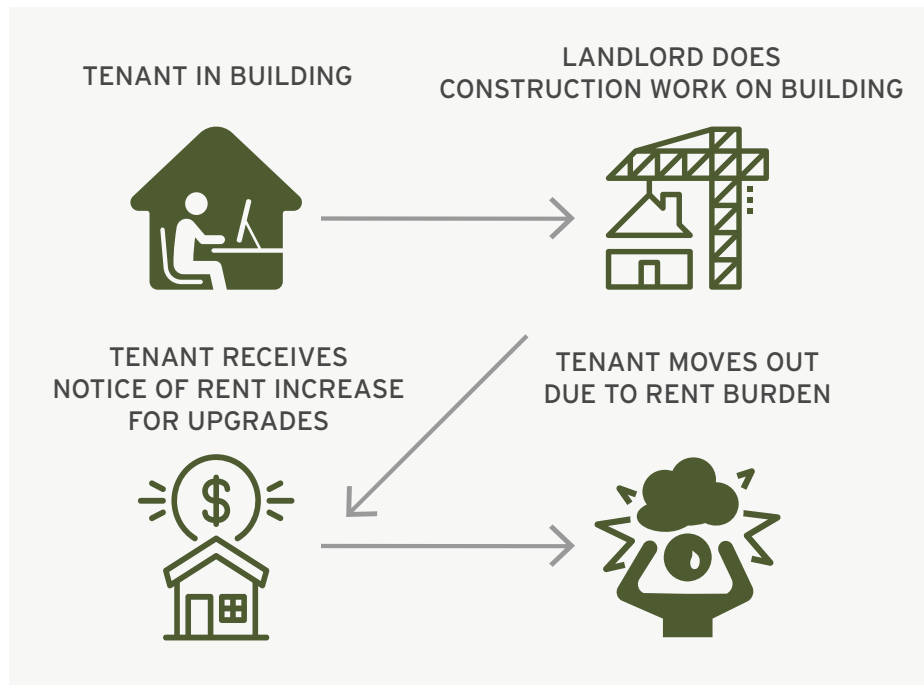 TENANT IN BUILDING
LANDLORD DOES
CONSTRUCTION WORK ON BUILDING
TENANT RECEIVES
NOTICE OF RENT INCREASE
FOR UPGRADES
$
TENANT MOVES OUT
DUE TO RENT BURDEN